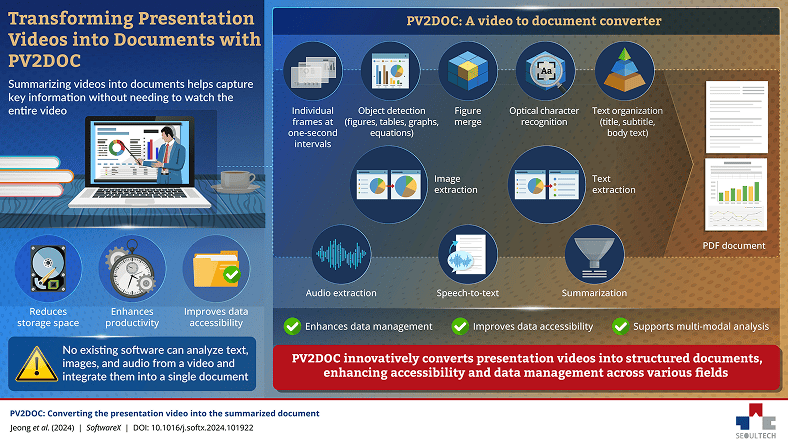 Transforming Presentation
Videos into Documents with
PV2DOC
Summarizing videos into documents helps capture
key information without needing to watch the
entire video
Reduces
storage space
Enhances
productivity
Improves data
accessibility
No existing software can analyze text,
images, and audio from a video and
integrate them into a single document
PV2DOC: A video to document converter
Individual
frames at
one-second
intervals
Object detection
(figures, tables, graphs,
equations)
Figure
merge
Aa
Optical character
recognition
Text organization
(title, subtitle,
body text)
Image
extraction
Text
extraction
PDF document
Audio extraction
Speech-to-text
Summarization
Enhances data management
Improves data accessibility
Supports multi-modal analysis
PV2DOC innovatively converts presentation videos into structured documents,
enhancing accessibility and data management across various fields
PV2DOC: Converting the presentation video into the summarized document
Jeong et al. (2024) | SoftwareX | DOI: 10.1016/j.softx.2024.101922
SEOULTECH